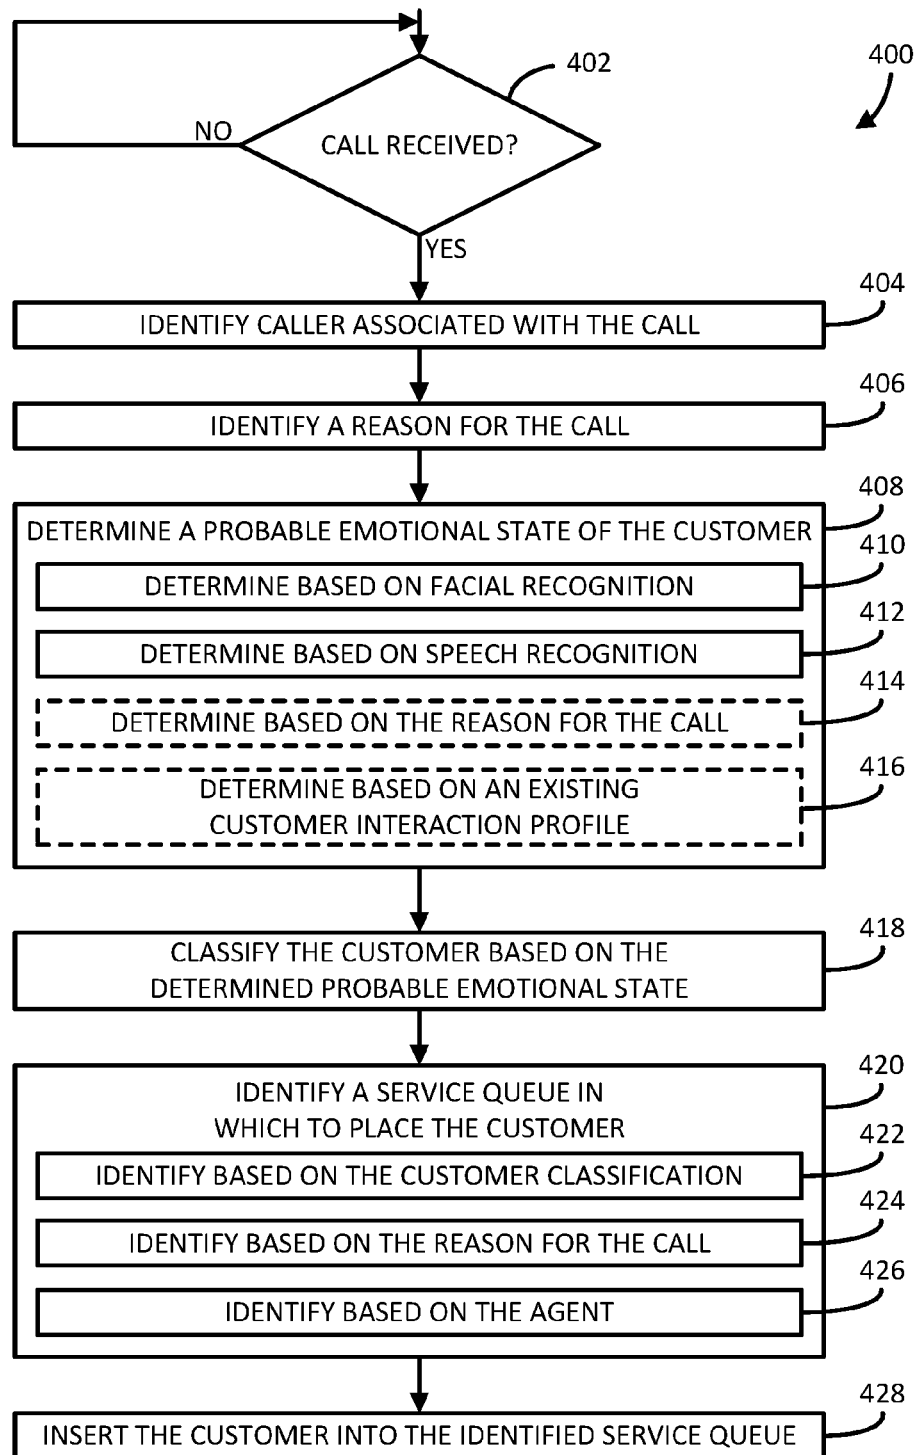 402
400
NO
CALL RECEIVED?
YES
404
IDENTIFY CALLER ASSOCIATED WITH THE CALL
406
IDENTIFY A REASON FOR THE CALL
408
DETERMINE A PROBABLE EMOTIONAL STATE OF THE CUSTOMER
410
DETERMINE BASED ON FACIAL RECOGNITION
412
DETERMINE BASED ON SPEECH RECOGNITION
414
DETERMINE BASED ON THE REASON FOR THE CALL
416
DETERMINE BASED ON AN EXISTING
CUSTOMER INTERACTION PROFILE
418
CLASSIFY THE CUSTOMER BASED ON THE
DETERMINED PROBABLE EMOTIONAL STATE
420
IDENTIFY A SERVICE QUEUE IN
WHICH TO PLACE THE CUSTOMER
422
IDENTIFY BASED ON THE CUSTOMER CLASSIFICATION
424
IDENTIFY BASED ON THE REASON FOR THE CALL
426
IDENTIFY BASED ON THE AGENT
428
INSERT THE CUSTOMER INTO THE IDENTIFIED SERVICE QUEUE